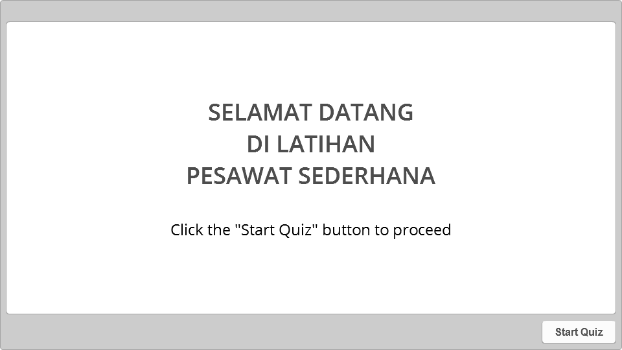 SELAMAT DATANG
DI LATIHAN
PESAWAT SEDERHANA
Click the "Start Quiz" button to proceed
Start Quiz